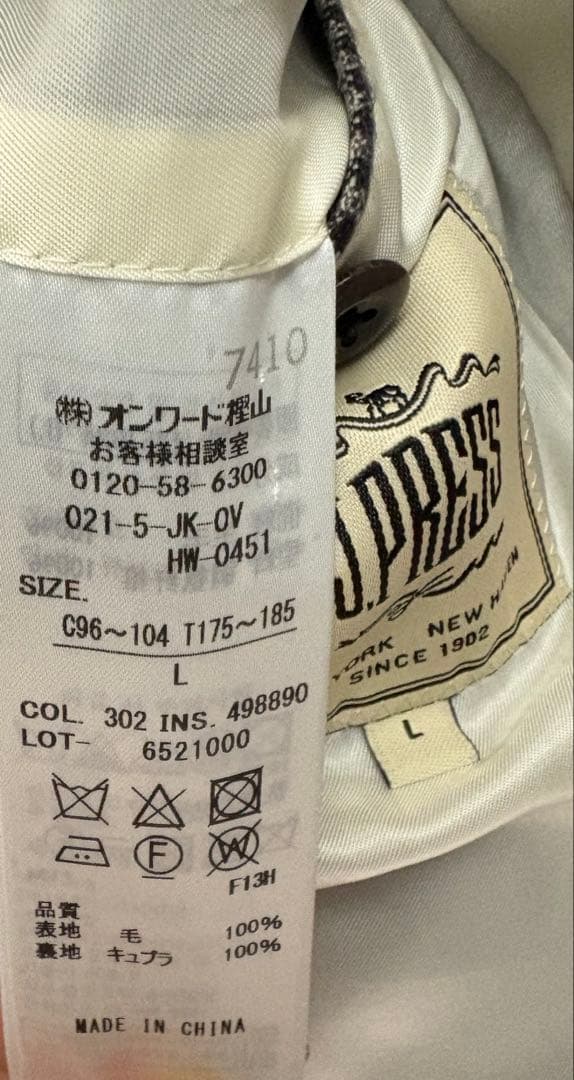 7410
(株)オンワード樫山
お客様相談室
0120-58-6300
021-5-JK-OV
HW-0451
SIZE.
C96~104 T175~185
L
COL. 302 INS. 498890
LOT- 6521000
F
W
F13H
品質
表地 毛 100%
裏地 キュプラ 100%
MADE IN CHINA
J.PRESS
YORK NEW HAVEN
SINCE 1902
L